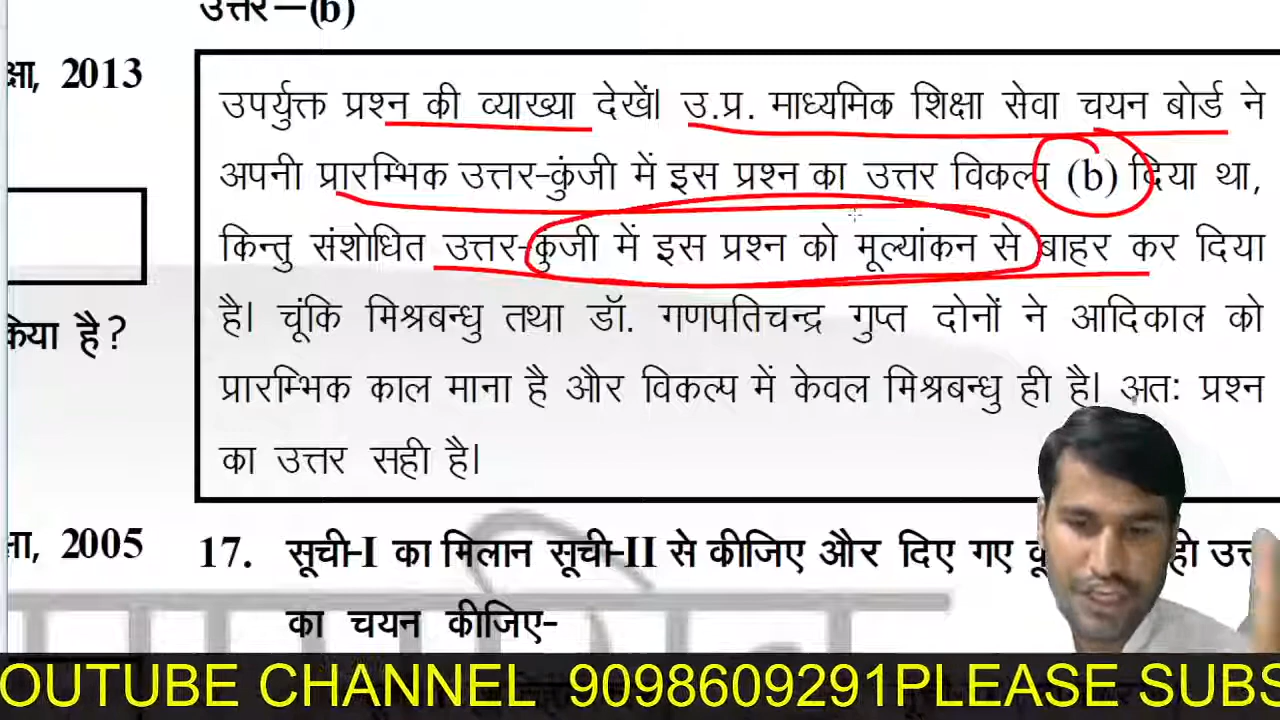 उत्तर—(b)
क्षा, 2013
उपर्युक्त प्रश्न की व्याख्या देखें। उ.प्र. माध्यमिक शिक्षा सेवा चयन बोर्ड ने
अपनी प्रारम्भिक उत्तर-कुंजी में इस प्रश्न का उत्तर विकल्प (b) दिया था,
किन्तु संशोधित उत्तर-कुंजी में इस प्रश्न को मूल्यांकन से बाहर कर दिया
है। चूंकि मिश्रबन्धु तथा डॉ. गणपतिचन्द्र गुप्त दोनों ने आदिकाल को
प्रारम्भिक काल माना है और विकल्प में केवल मिश्रबन्धु ही है। अतः प्रश्न
का उत्तर सही है।
किया है?
क्षा, 2005
17. सूची-I का मिलान सूची-II से कीजिए और दिए गए
का चयन कीजिए-
OUTUBE CHANNEL 9098609291PLEASE SUBS